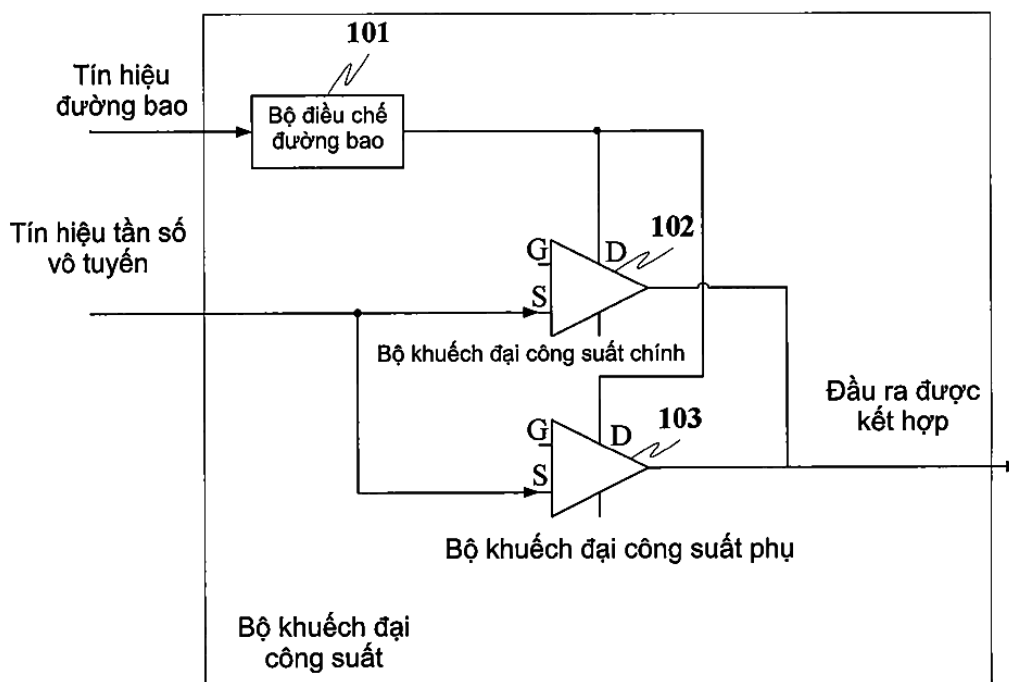 101
Tín hiệu
đường bao
Bộ điều chế
đường bao
Tín hiệu tần số
vô tuyến
102
G
D
S
Bộ khuếch đại công suất chính
Đầu ra được
kết hợp
103
G
D
S
Bộ khuếch đại công suất phụ
Bộ khuếch đại
công suất